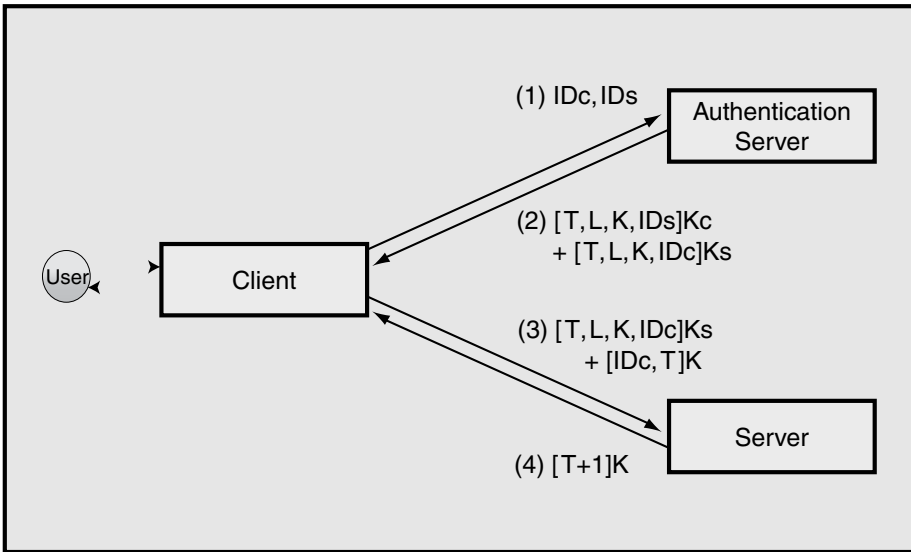 (1) IDc,IDs
Authentication
Server
(2) [T,L,K,IDs]Kc
+ [T,L,K,IDc]Ks
User
Client
(3) [T,L,K,IDc]Ks
+ [IDc,T]K
Server
(4) [T+1]K